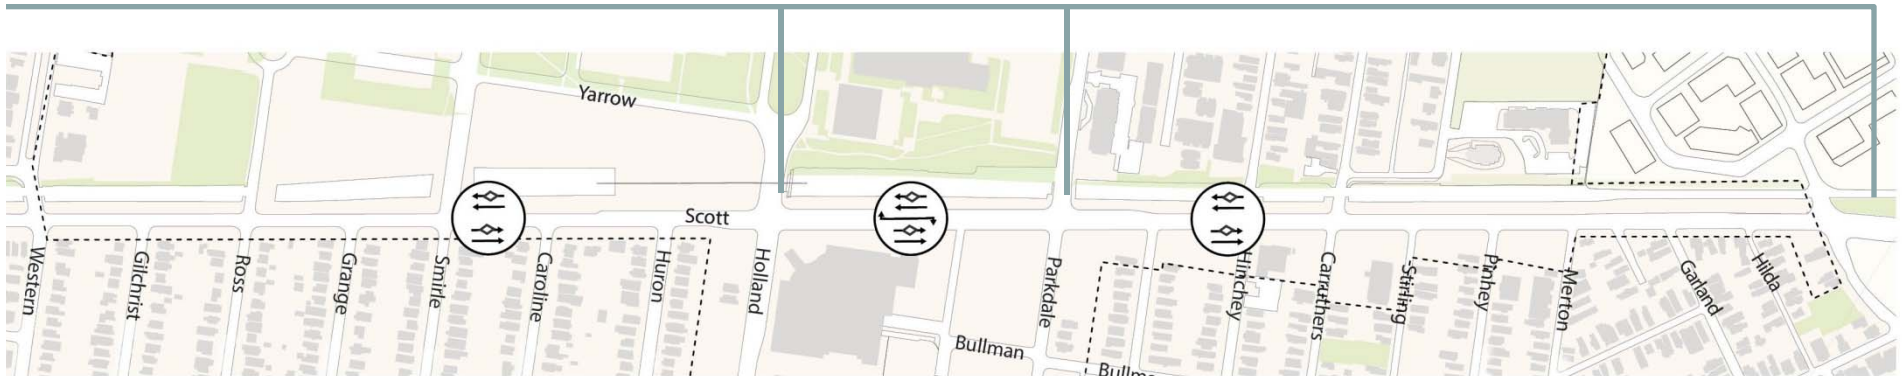 Yarrow
Scott
Western
Gilchrist
Ross
Grange
Smirle
Caroline
Huron
Holland
Parkdale
Hinchey
Carruthers
Stirling
Pinhey
Merton
Garland
Hilda
Bullman
Bullm